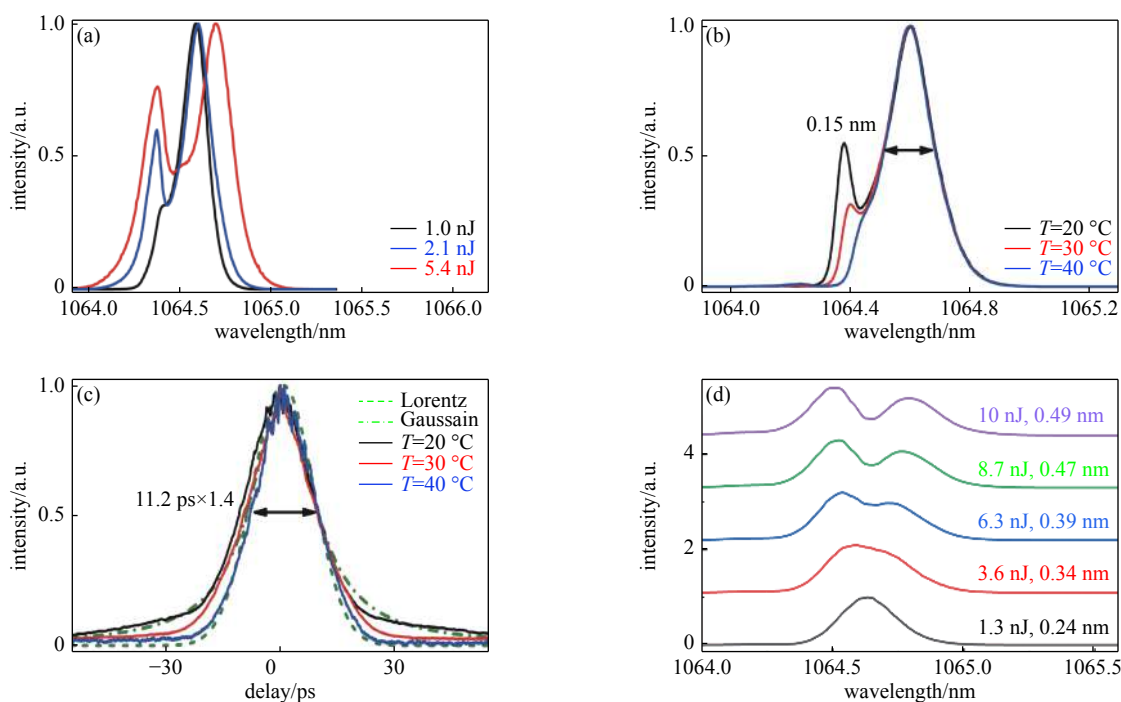 (a)
1.0
0.5
0
intensity/a.u.
1.0 nJ
2.1 nJ
5.4 nJ
1064.0 1064.5 1065.0 1065.5 1066.0
wavelength/nm
(b)
1.0
0.5
0
intensity/a.u.
0.15 nm
T=20 °C
T=30 °C
T=40 °C
1064.0 1064.4 1064.8 1065.2
wavelength/nm
(c)
1.0
0.5
0
intensity/a.u.
Lorentz
Gaussain
T=20 °C
T=30 °C
T=40 °C
11.2 ps×1.4
−30 0 30
delay/ps
(d)
4
2
0
intensity/a.u.
10 nJ, 0.49 nm
8.7 nJ, 0.47 nm
6.3 nJ, 0.39 nm
3.6 nJ, 0.34 nm
1.3 nJ, 0.24 nm
1064.0 1064.5 1065.0 1065.5
wavelength/nm